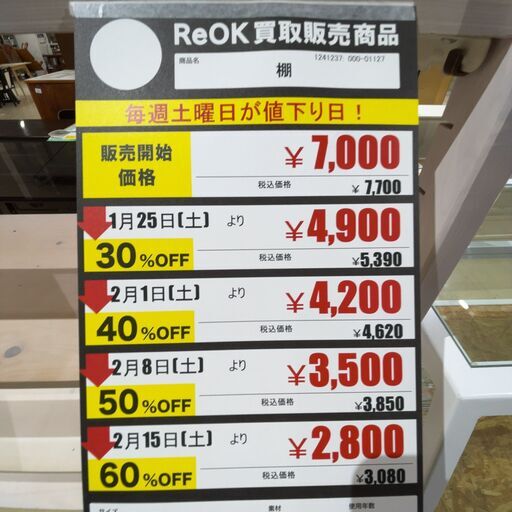 ReOK 買取販売商品
商品名
1241237: 000-01127
棚
毎週土曜日が値下り日！
販売開始
価格
¥7,000
税込価格
¥7,700
1月25日(土) より
¥4,900
30%OFF
税込価格
¥5,390
2月1日(土) より
¥4,200
40%OFF
税込価格
¥4,620
2月8日(土) より
¥3,500
50%OFF
税込価格
¥3,850
2月15日(土) より
¥2,800
60%OFF
税込価格
¥3,080
サイズ
素材
使用年数